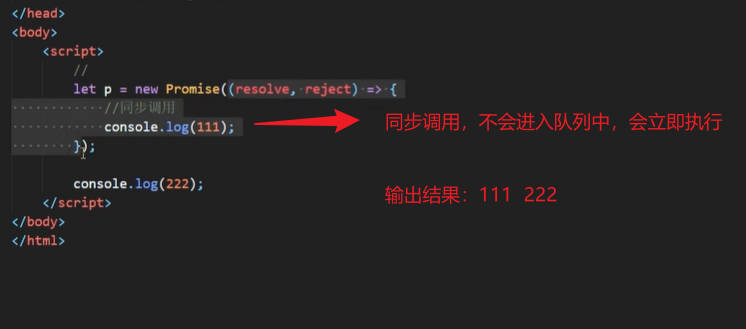 </head>
<body>
<script>
//
let p = new Promise((resolve, reject) => {
//同步调用
console.log(111);
});
同步调用，不会进入队列中，会立即执行
console.log(222);
输出结果：111 222
</script>
</body>
</html>